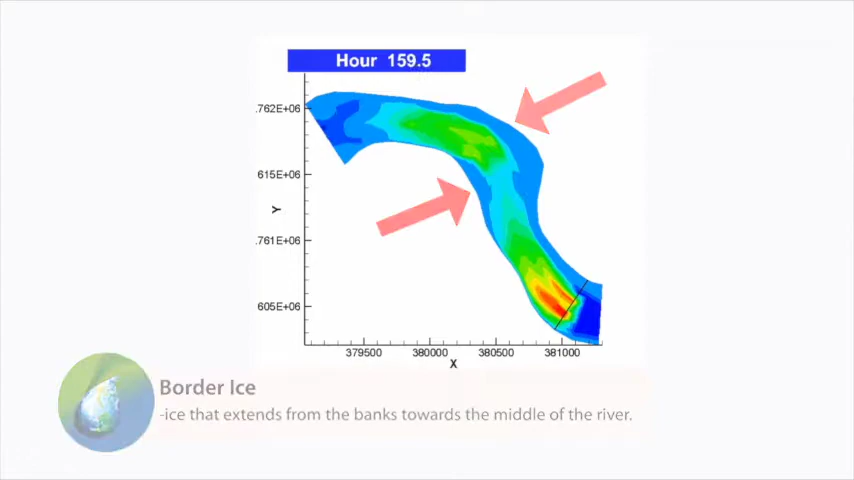 Hour 159.5
.762E+06
615E+06
.761E+06
605E+06
Y
379500 380000 380500 381000
X
Border Ice
-ice that extends from the banks towards the middle of the river.